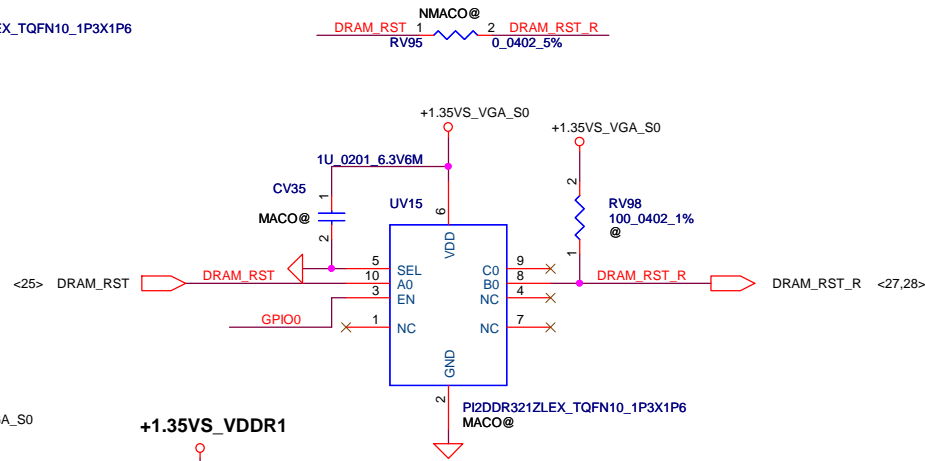 NMACO@
EX_TQFN10_1P3X1P6
DRAM_RST 1 2 DRAM_RST_R
RV95 0_0402_5%
+1.35VS_VGA_S0
+1.35VS_VGA_S0
1U_0201_6.3V6M
CV35
1
2
MACO@
2
UV15
6
RV98
100_0402_1%
@
2
1
VDD
5 SEL
C0 9
<25> DRAM_RST DRAM_RST 10 A0
B0 8 DRAM_RST_R DRAM_RST_R <27,28>
3 EN
NC 4
GPIO0
1 NC
NC 7
GND
2
PI2DDR321ZLEX_TQFN10_1P3X1P6
MACO@
GA_S0
+1.35VS_VDDR1